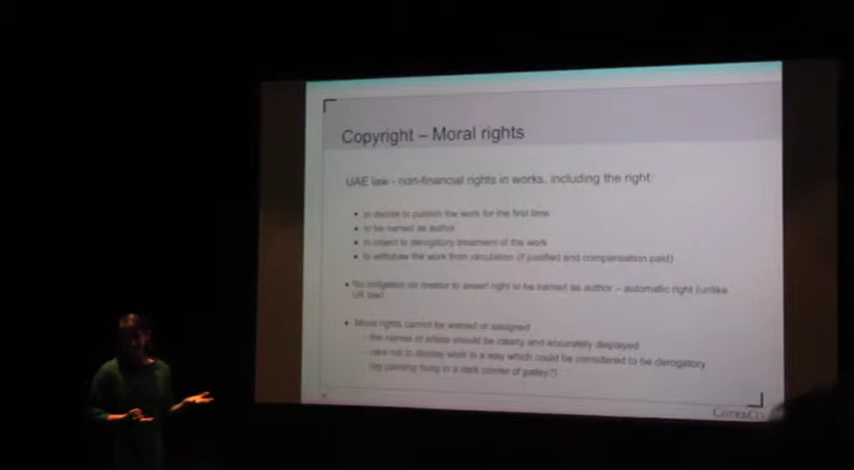 Copyright – Moral rights
UAE law - non-financial rights in works, including the right:
• to decide to publish the work for the first time
• to be named as author
• to object to derogatory treatment of the work
• to withdraw the work from circulation (if justified and compensation paid)
• No obligation on creator to assert right to be named as author – automatic right (unlike
UK law)
• Moral rights cannot be waived or assigned
- the names of artists should be clearly and accurately displayed
- care not to display work in a way which could be considered to be derogatory
(eg painting hung in a dark corner of galley?)